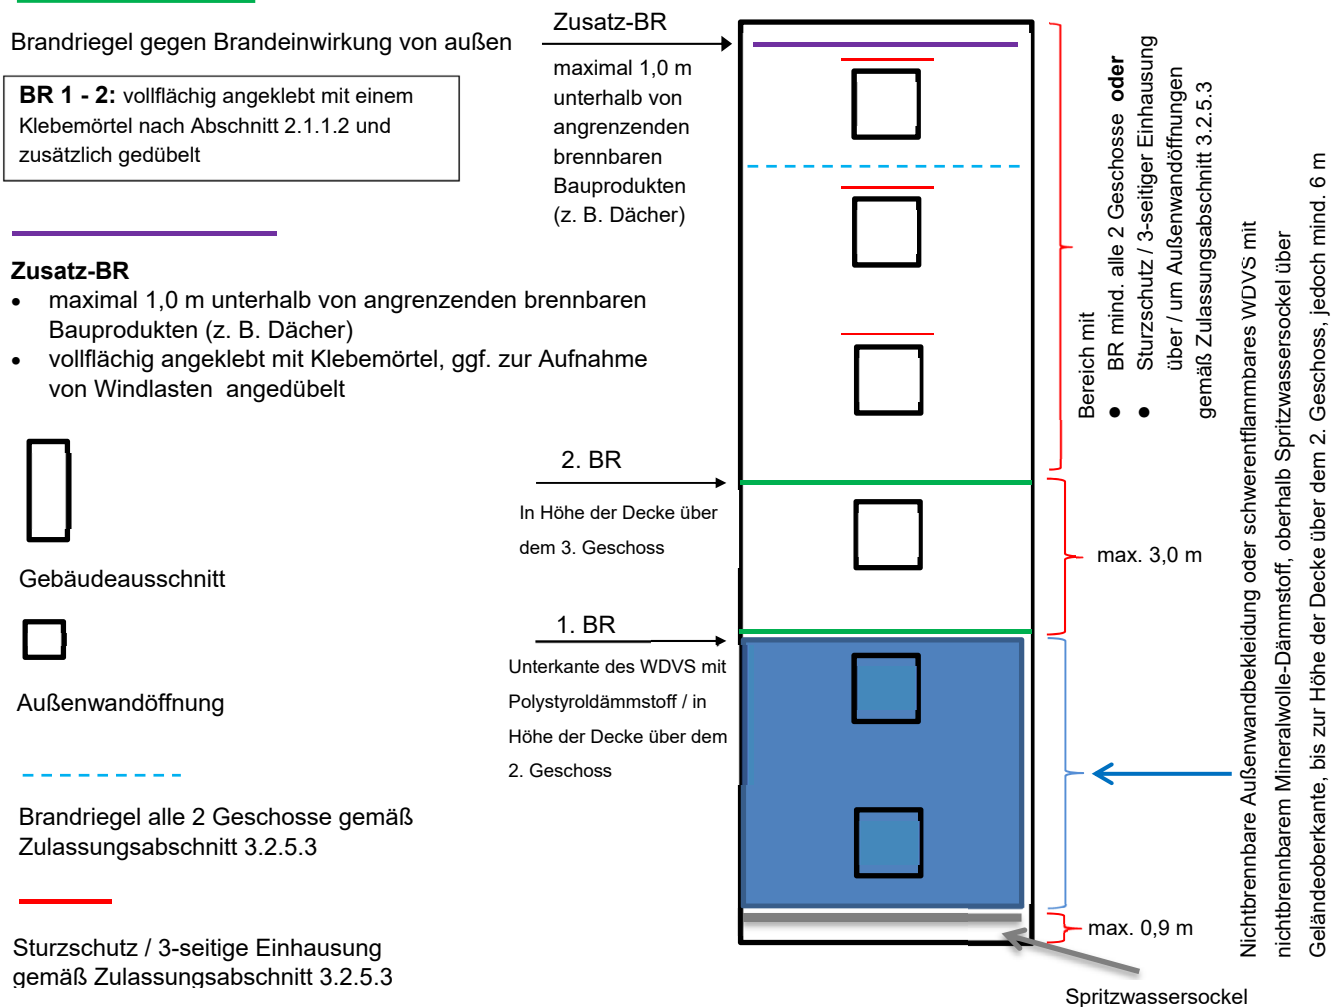 Brandriegel gegen Brandeinwirkung von außen
BR 1 - 2: vollflächig angeklebt mit einem
Klebemörtel nach Abschnitt 2.1.1.2 und
zusätzlich gedübelt
Zusatz-BR
• maximal 1,0 m unterhalb von angrenzenden brennbaren
Bauprodukten (z. B. Dächer)
• vollflächig angeklebt mit Klebemörtel, ggf. zur Aufnahme
von Windlasten angedübelt
Gebäudeausschnitt
Außenwandöffnung
Brandriegel alle 2 Geschosse gemäß
Zulassungsabschnitt 3.2.5.3
Sturzschutz / 3-seitige Einhausung
gemäß Zulassungsabschnitt 3.2.5.3
Zusatz-BR
maximal 1,0 m
unterhalb von
angrenzenden
brennbaren
Bauprodukten
(z. B. Dächer)
2. BR
In Höhe der Decke über
dem 3. Geschoss
1. BR
Unterkante des WDVS mit
Polystyroldämmstoff / in
Höhe der Decke über dem
2. Geschoss
Bereich mit
● BR mind. alle 2 Geschosse oder
● Sturzschutz / 3-seitiger Einhausung
über / um Außenwandöffnungen
gemäß Zulassungsabschnitt 3.2.5.3
max. 3,0 m
max. 0,9 m
Spritzwassersockel
Nichtbrennbare Außenwandbekleidung oder schwerentflammbares WDVS mit
nichtbrennbarem Mineralwolle-Dämmstoff, oberhalb Spritzwassersockel über
Geländeoberkante, bis zur Höhe der Decke über dem 2. Geschoss, jedoch mind. 6 m